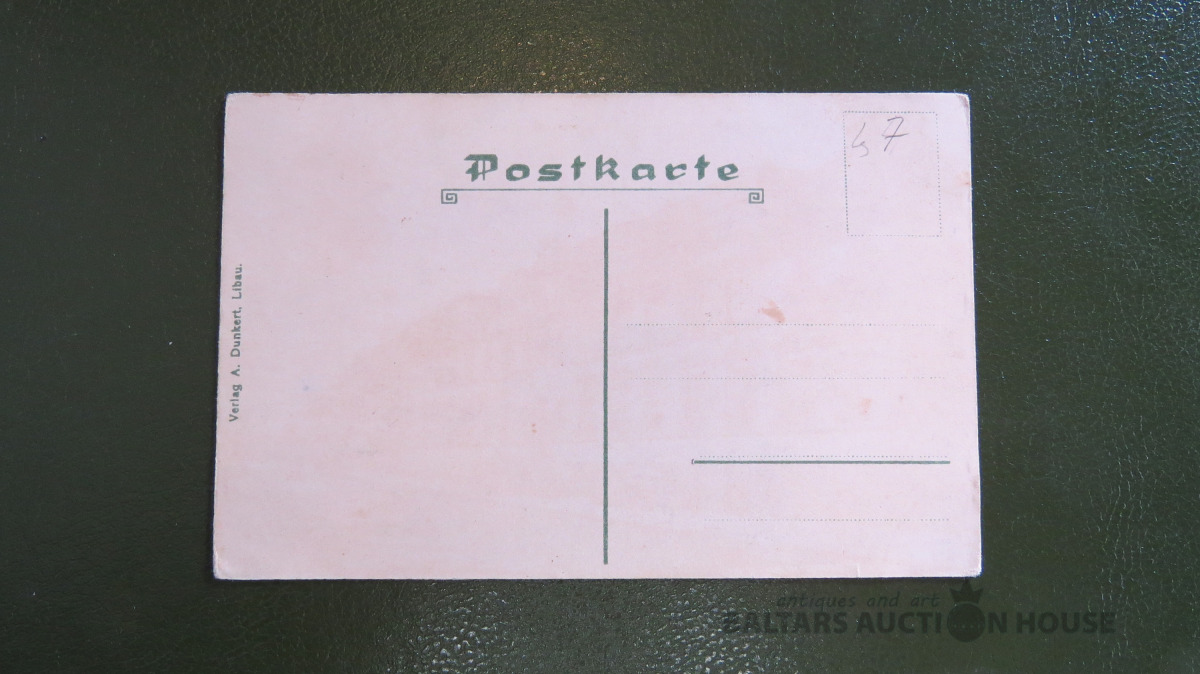 Postkarte
47
Verlag A. Dunkert, Libau.
antiques and art
BALTARS AUCTION HOUSE